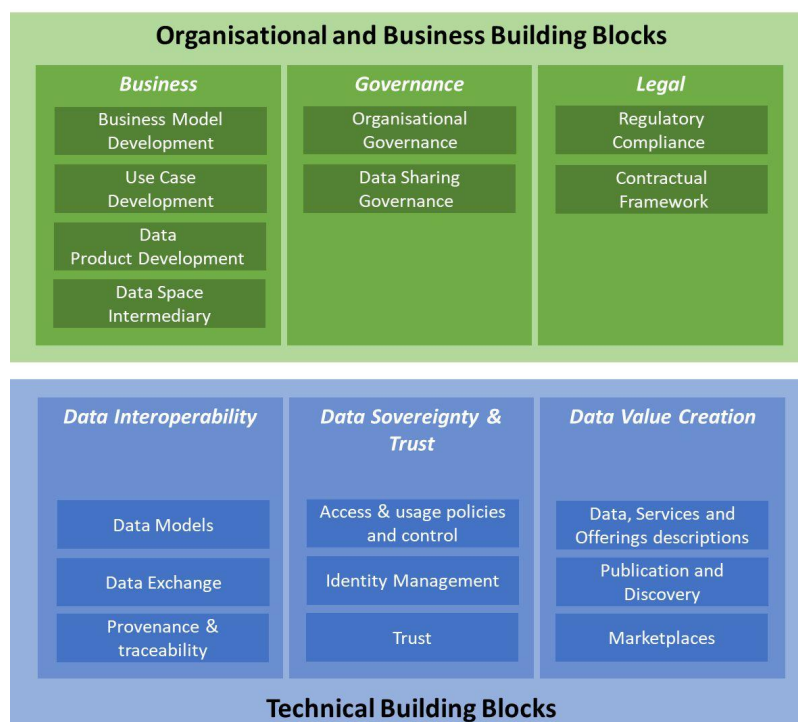 Organisational and Business Building Blocks
Business
Business Model
Development
Use Case
Development
Data
Product Development
Data Space
Intermediary
Governance
Organisational
Governance
Data Sharing
Governance
Legal
Regulatory
Compliance
Contractual
Framework
Data Interoperability
Data Models
Data Exchange
Provenance &
traceability
Data Sovereignty &
Trust
Access & usage policies
and control
Identity Management
Trust
Data Value Creation
Data, Services and
Offerings descriptions
Publication and
Discovery
Marketplaces
Technical Building Blocks